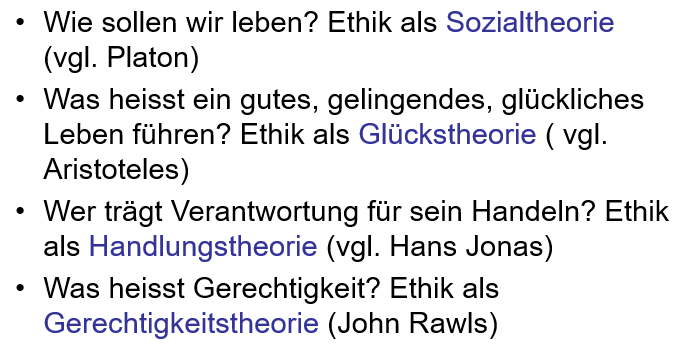 • Wie sollen wir leben? Ethik als Sozialtheorie
(vgl. Platon)
• Was heisst ein gutes, gelingendes, glückliches
Leben führen? Ethik als Glückstheorie ( vgl.
Aristoteles)
• Wer trägt Verantwortung für sein Handeln? Ethik
als Handlungstheorie (vgl. Hans Jonas)
• Was heisst Gerechtigkeit? Ethik als
Gerechtigkeitstheorie (John Rawls)